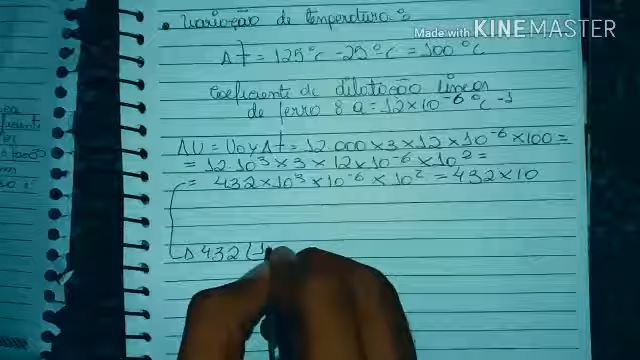 Made with KINEMASTER
• Variação de temperatura:
Δt = 125°C - 25°C = 100°C
Coeficiente de dilatação linear
de ferro: α = 12×10⁻⁶ °C⁻¹
ΔV = V₀γΔt = 12.000×3×12×10⁻⁶×100=
= 12.10³×3×12×10⁻⁶×10²=
= 432×10³×10⁻⁶×10² = 432×10
432